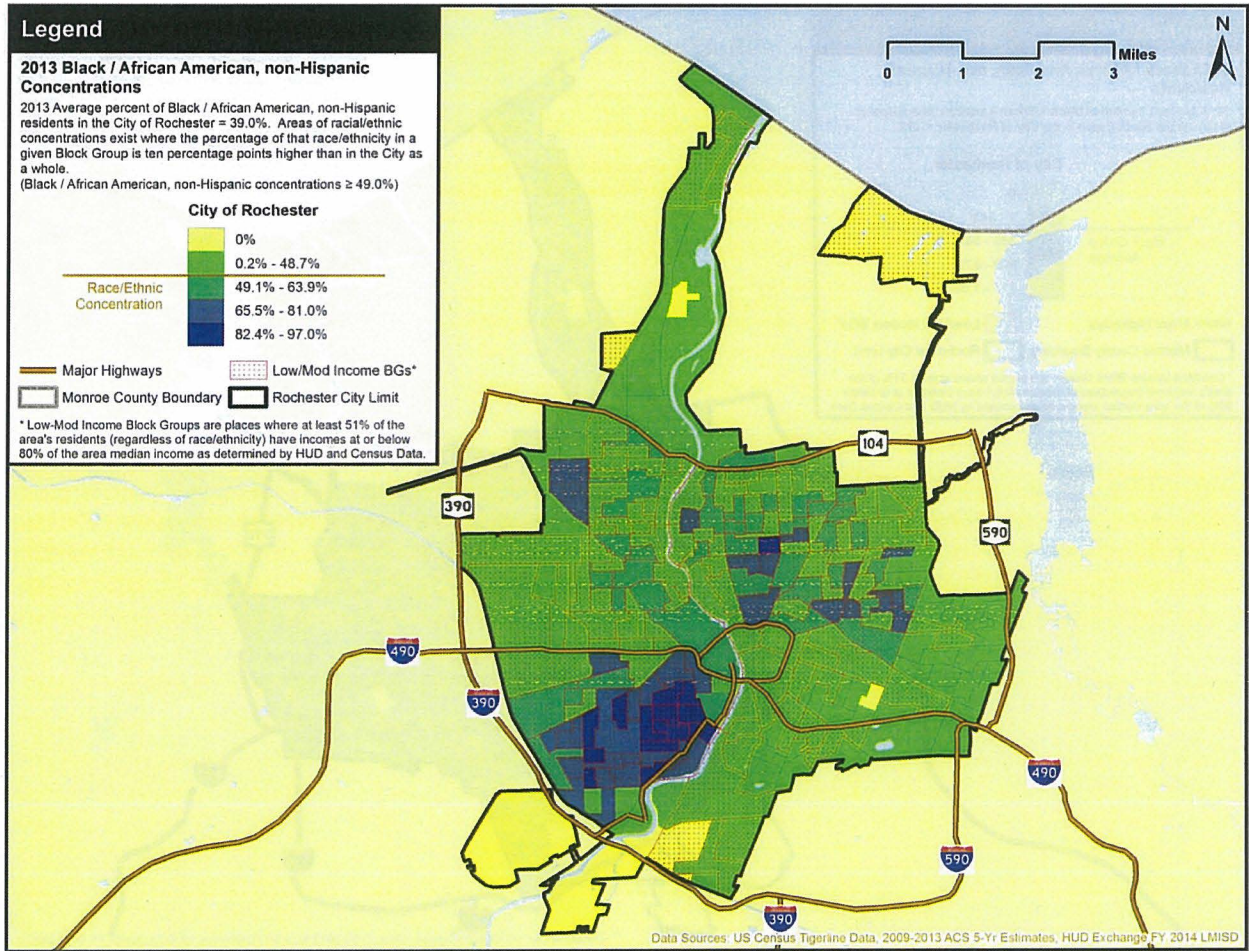 Legend
2013 Black / African American, non-Hispanic
Concentrations
2013 Average percent of Black / African American, non-Hispanic
residents in the City of Rochester = 39.0%. Areas of racial/ethnic
concentrations exist where the percentage of that race/ethnicity in a
given Block Group is ten percentage points higher than in the City as
a whole.
(Black / African American, non-Hispanic concentrations ≥ 49.0%)
City of Rochester
0%
0.2% - 48.7%
Race/Ethnic
Concentration
49.1% - 63.9%
65.5% - 81.0%
82.4% - 97.0%
Major Highways
Low/Mod Income BGs*
Monroe County Boundary
Rochester City Limit
* Low-Mod Income Block Groups are places where at least 51% of the
area's residents (regardless of race/ethnicity) have incomes at or below
80% of the area median income as determined by HUD and Census Data.
0 1 2 3 Miles
N
104
390
590
490
390
490
590
390
Data Sources: US Census Tigerline Data, 2009-2013 ACS 5-Yr Estimates, HUD Exchange FY 2014 LMISD